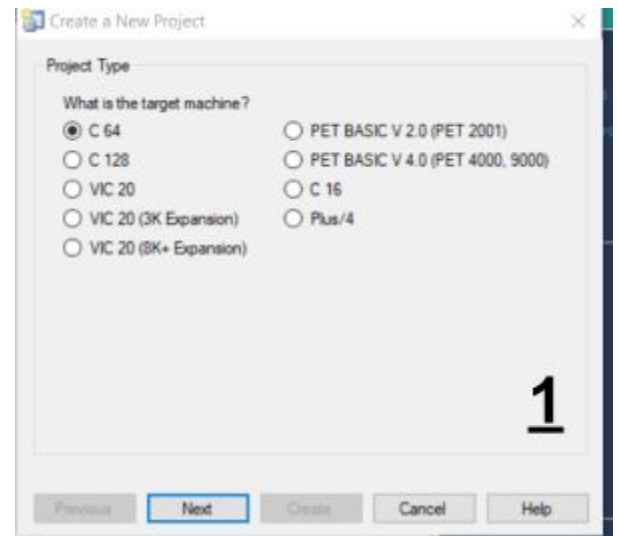 Create a New Project
Project Type
What is the target machine?
C 64
C 128
VIC 20
VIC 20 (3K Expansion)
VIC 20 (8K+ Expansion)
PET BASIC V 2.0 (PET 2001)
PET BASIC V 4.0 (PET 4000, 9000)
C 16
Plus/4
1
Previous
Next
Create
Cancel
Help